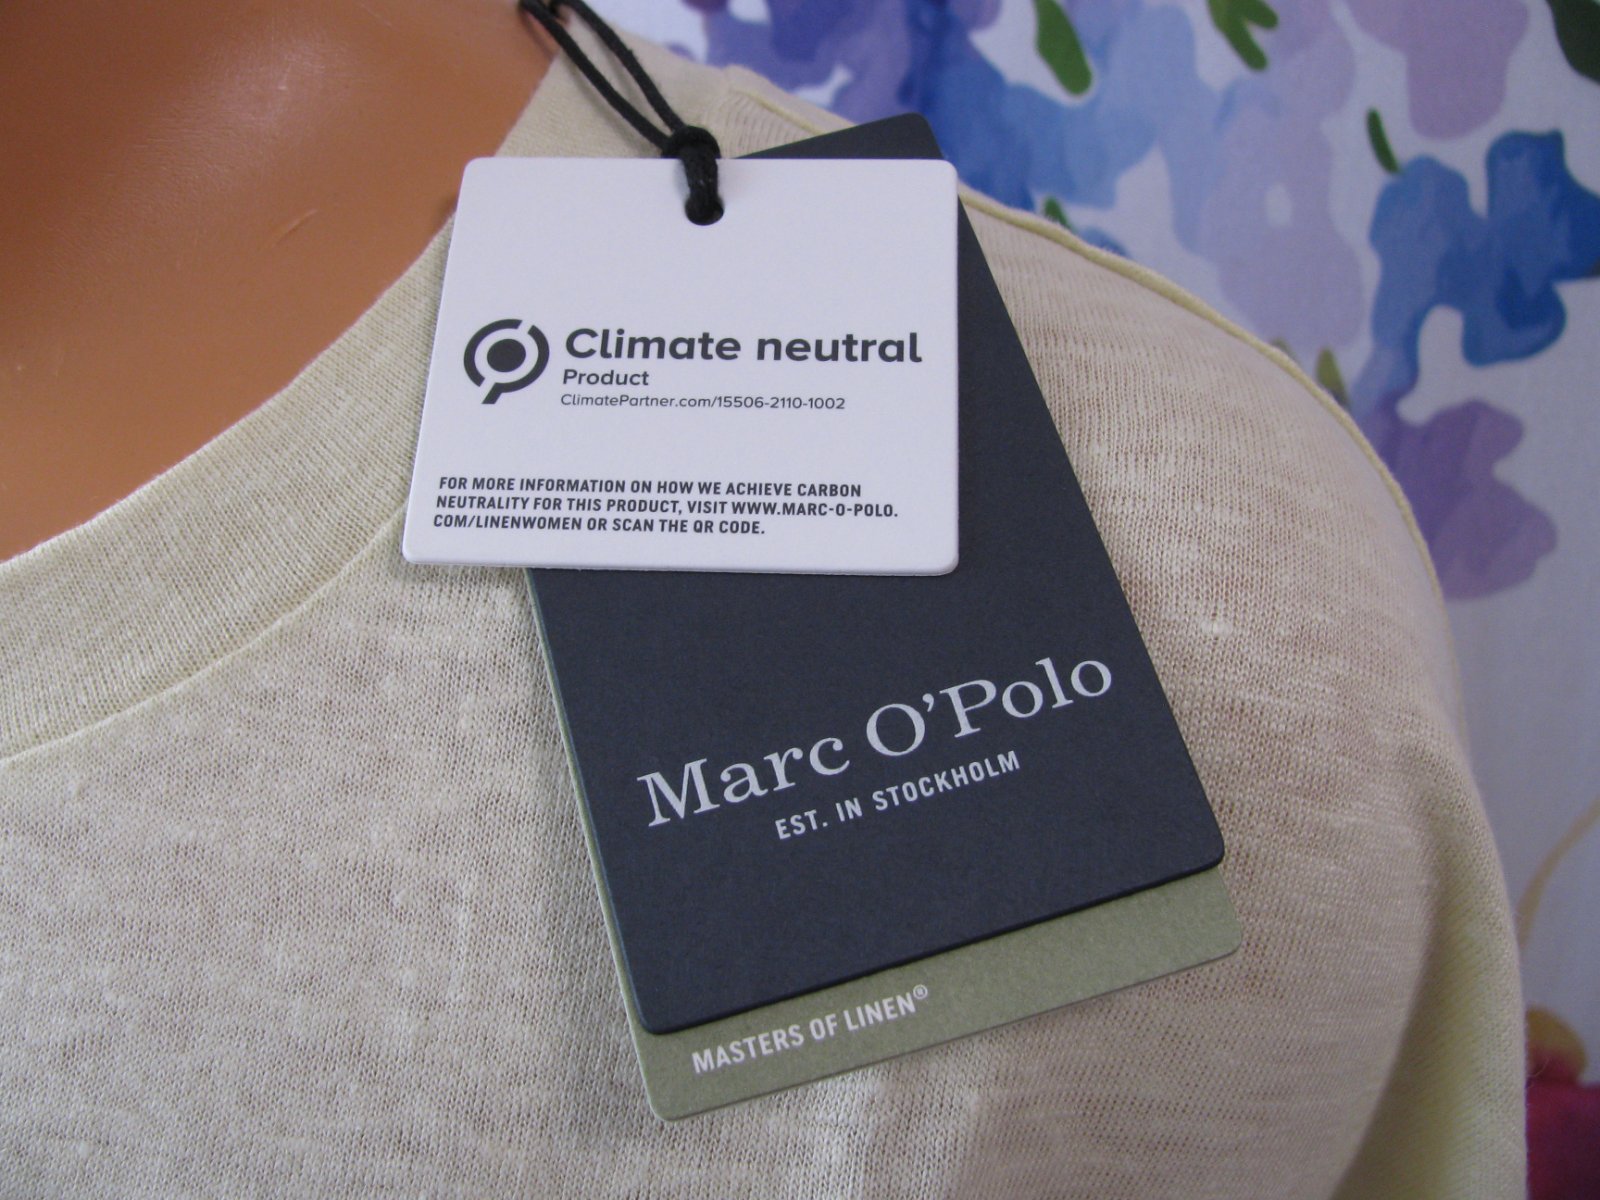 Climate neutral
Product
ClimatePartner.com/15506-2110-1002
FOR MORE INFORMATION ON HOW WE ACHIEVE CARBON
NEUTRALITY FOR THIS PRODUCT, VISIT WWW.MARC-O-POLO.
COM/LINENWOMEN OR SCAN THE QR CODE.
Marc O'Polo
EST. IN STOCKHOLM
MASTERS OF LINEN®